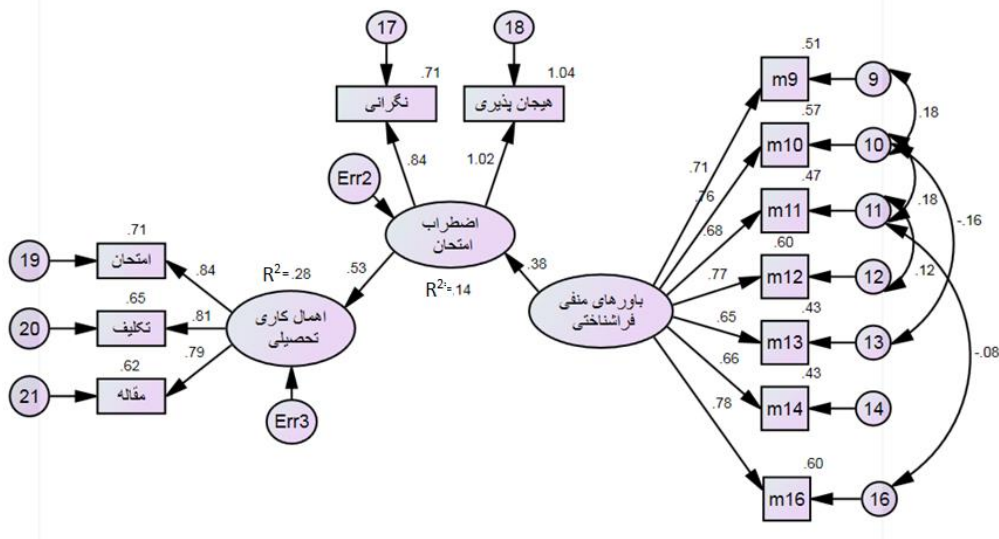 17
18
.71
1.04
نگرانی
هیجان پذیری
.84
1.02
Err2
اضطراب
امتحان
R²=.14
.53
.38
19
.71
امتحان
.84
20
.65
تکلیف
.81
21
.62
مقاله
.79
R²=.28
اهمال کاری
تحصیلی
Err3
باورهای منفی
فراشناختی
.51
m9
9
.71
.18
.57
m10
10
.76
.47
m11
11
.68
.18
-.16
.60
m12
12
.77
.12
.43
m13
13
.65
-.08
.43
m14
14
.66
.60
m16
16
.78